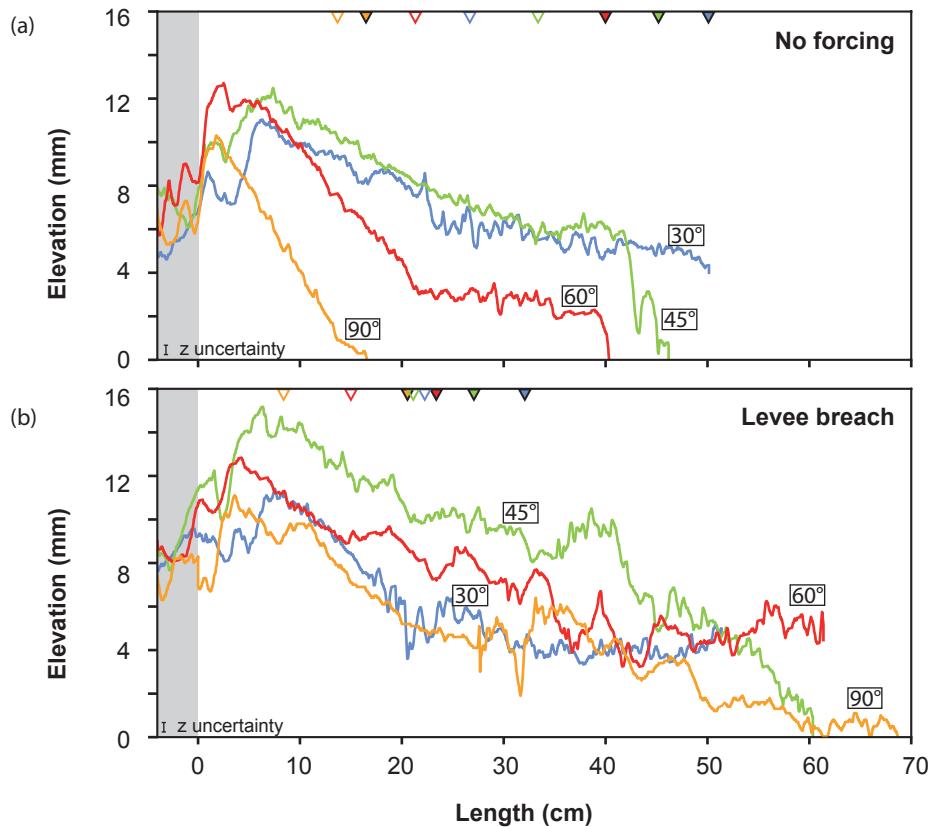 (a)
16
No forcing
12
8
4
0
Elevation (mm)
30°
60°
45°
90°
I z uncertainty
(b)
16
Levee breach
12
8
4
0
Elevation (mm)
45°
30°
60°
90°
I z uncertainty
0 10 20 30 40 50 60 70
Length (cm)